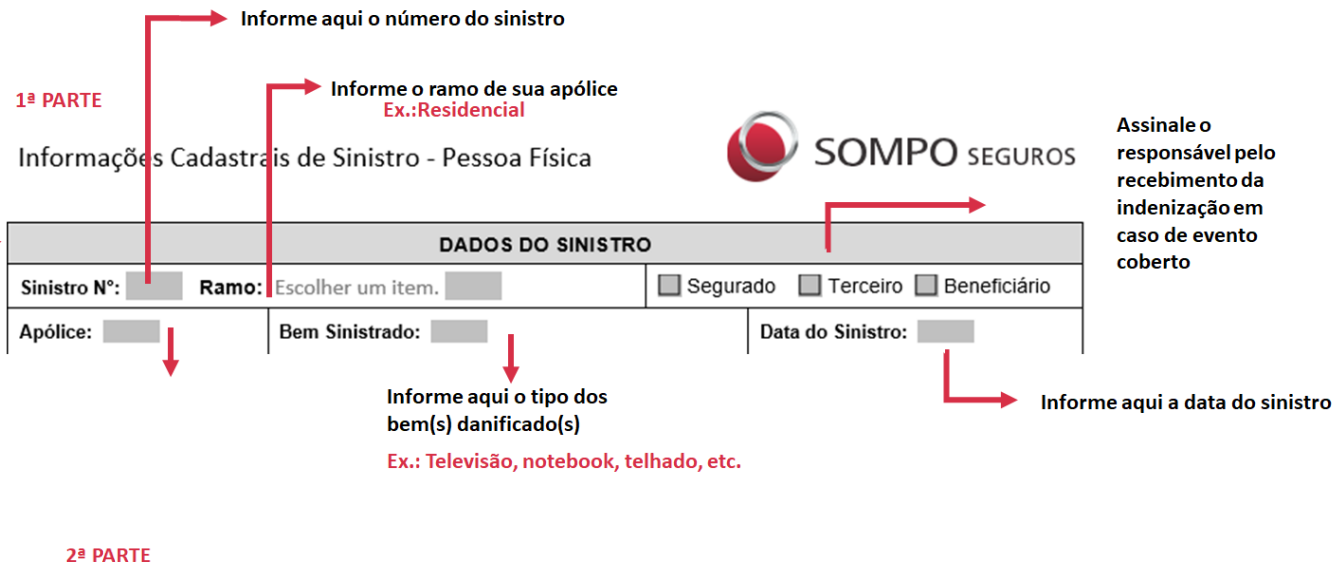 Informe aqui o número do sinistro
Informe o ramo de sua apólice
Ex.:Residencial
1ª PARTE
Informações Cadastrais de Sinistro - Pessoa Física
SOMPO SEGUROS
Assinale o
responsável pelo
recebimento da
indenização em
caso de evento
coberto
DADOS DO SINISTRO
Sinistro N°: Ramo: Escolher um item. Segurado Terceiro Beneficiário
Apólice: Bem Sinistrado: Data do Sinistro:
Informe aqui o tipo dos
bem(s) danificado(s)
Ex.: Televisão, notebook, telhado, etc.
Informe aqui a data do sinistro
2ª PARTE